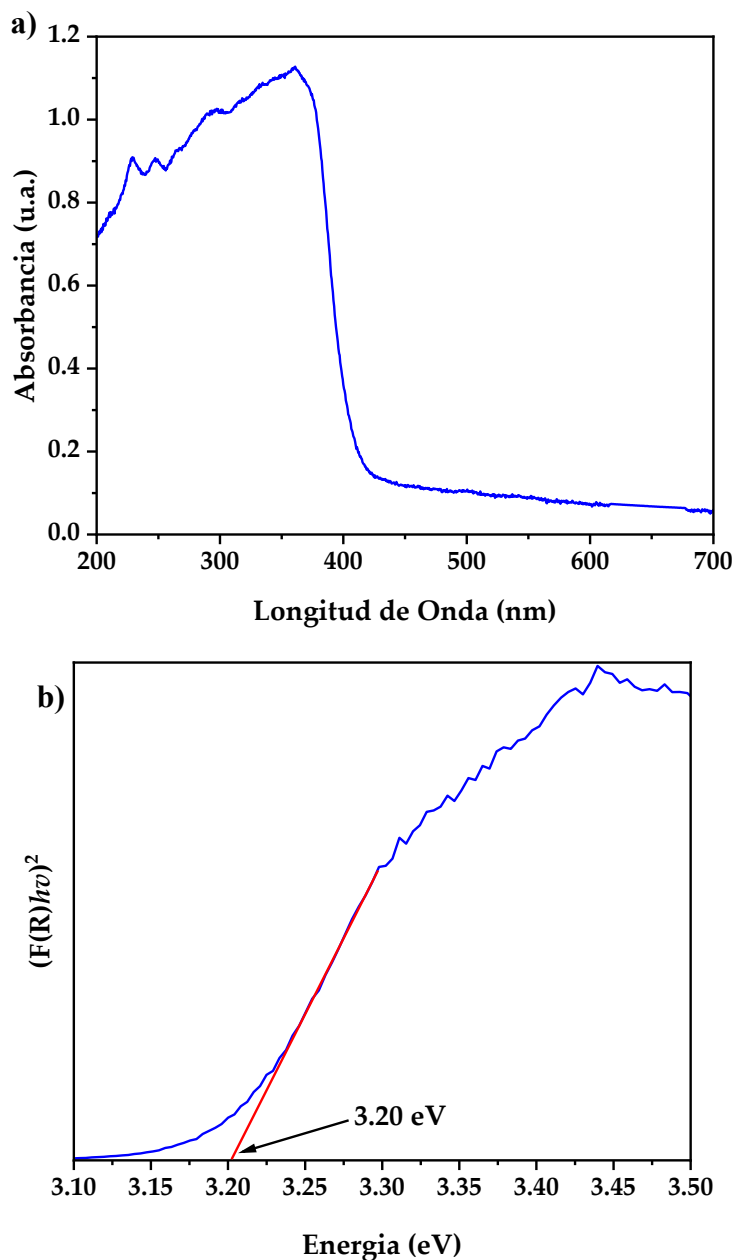 a)
1.2
1.0
0.8
0.6
0.4
0.2
0.0
Absorbancia (u.a.)
200 300 400 500 600 700
Longitud de Onda (nm)
b)
(F(R)hυ)²
3.20 eV
3.10 3.15 3.20 3.25 3.30 3.35 3.40 3.45 3.50
Energia (eV)